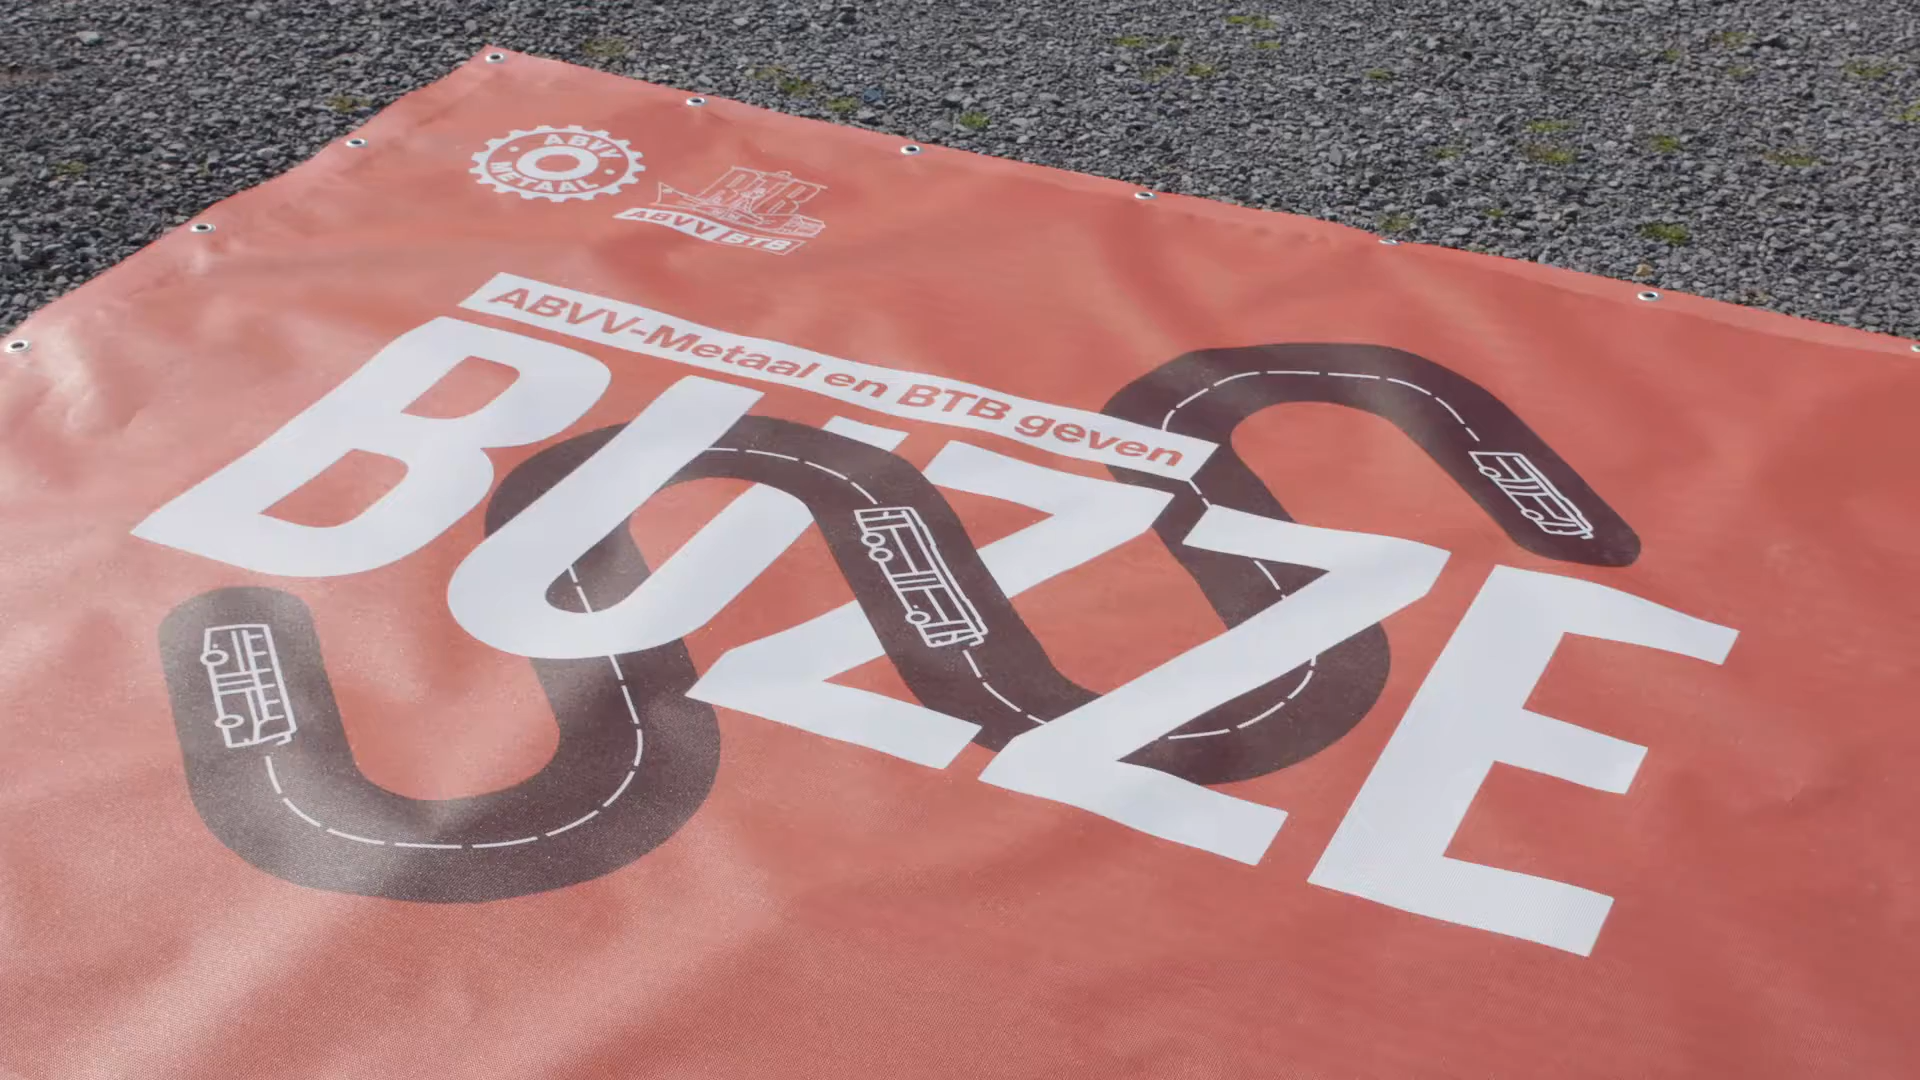 ABVV
METAAL
BTB
ABVV BTB
ABVV-Metaal en BTB geven
BUZZE